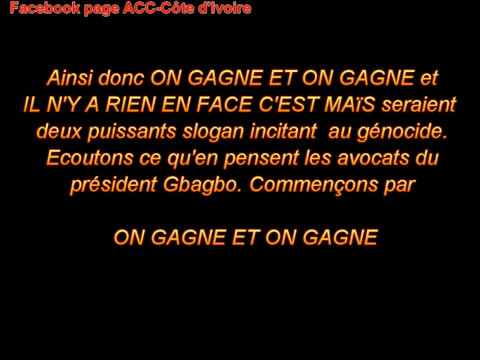 Facebook page ACC-Côte d'ivoire
Ainsi donc ON GAGNE ET ON GAGNE et
IL N'Y A RIEN EN FACE C'EST MAïS seraient
deux puissants slogan incitant au génocide.
Ecoutons ce qu'en pensent les avocats du
président Gbagbo. Commençons par
ON GAGNE ET ON GAGNE